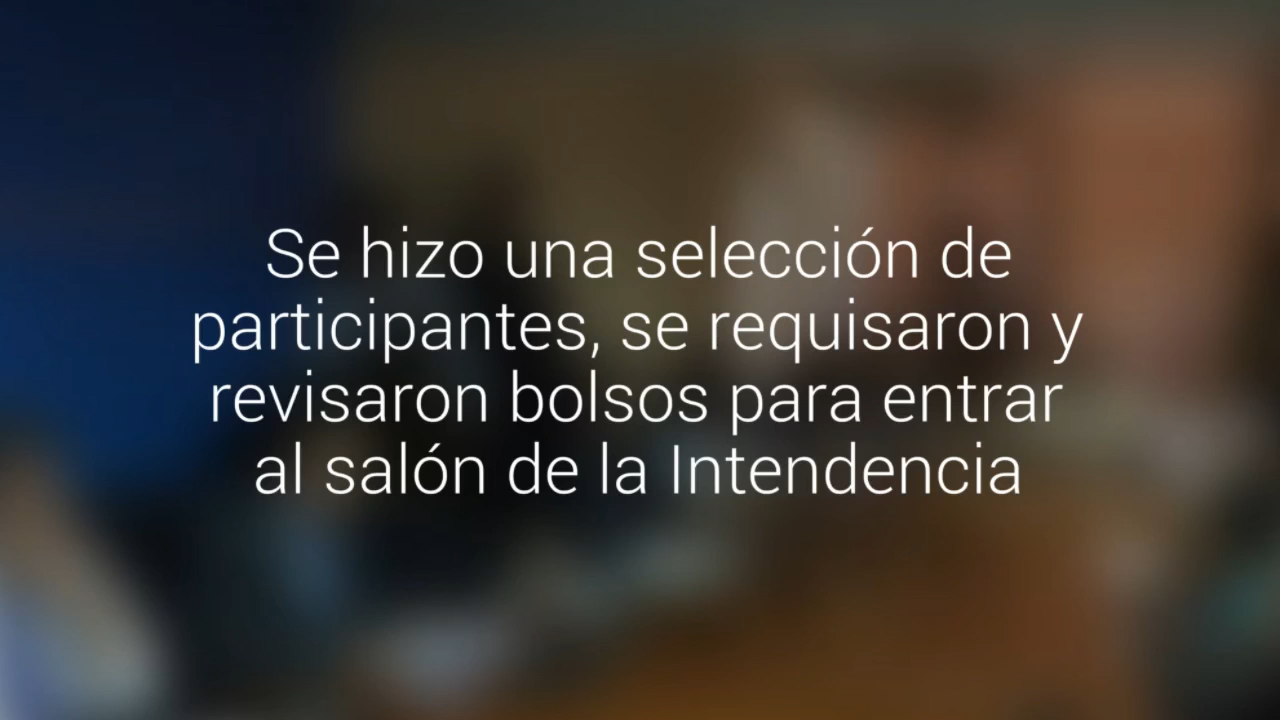 Se hizo una selección de
participantes, se requisaron y
revisaron bolsos para entrar
al salón de la Intendencia